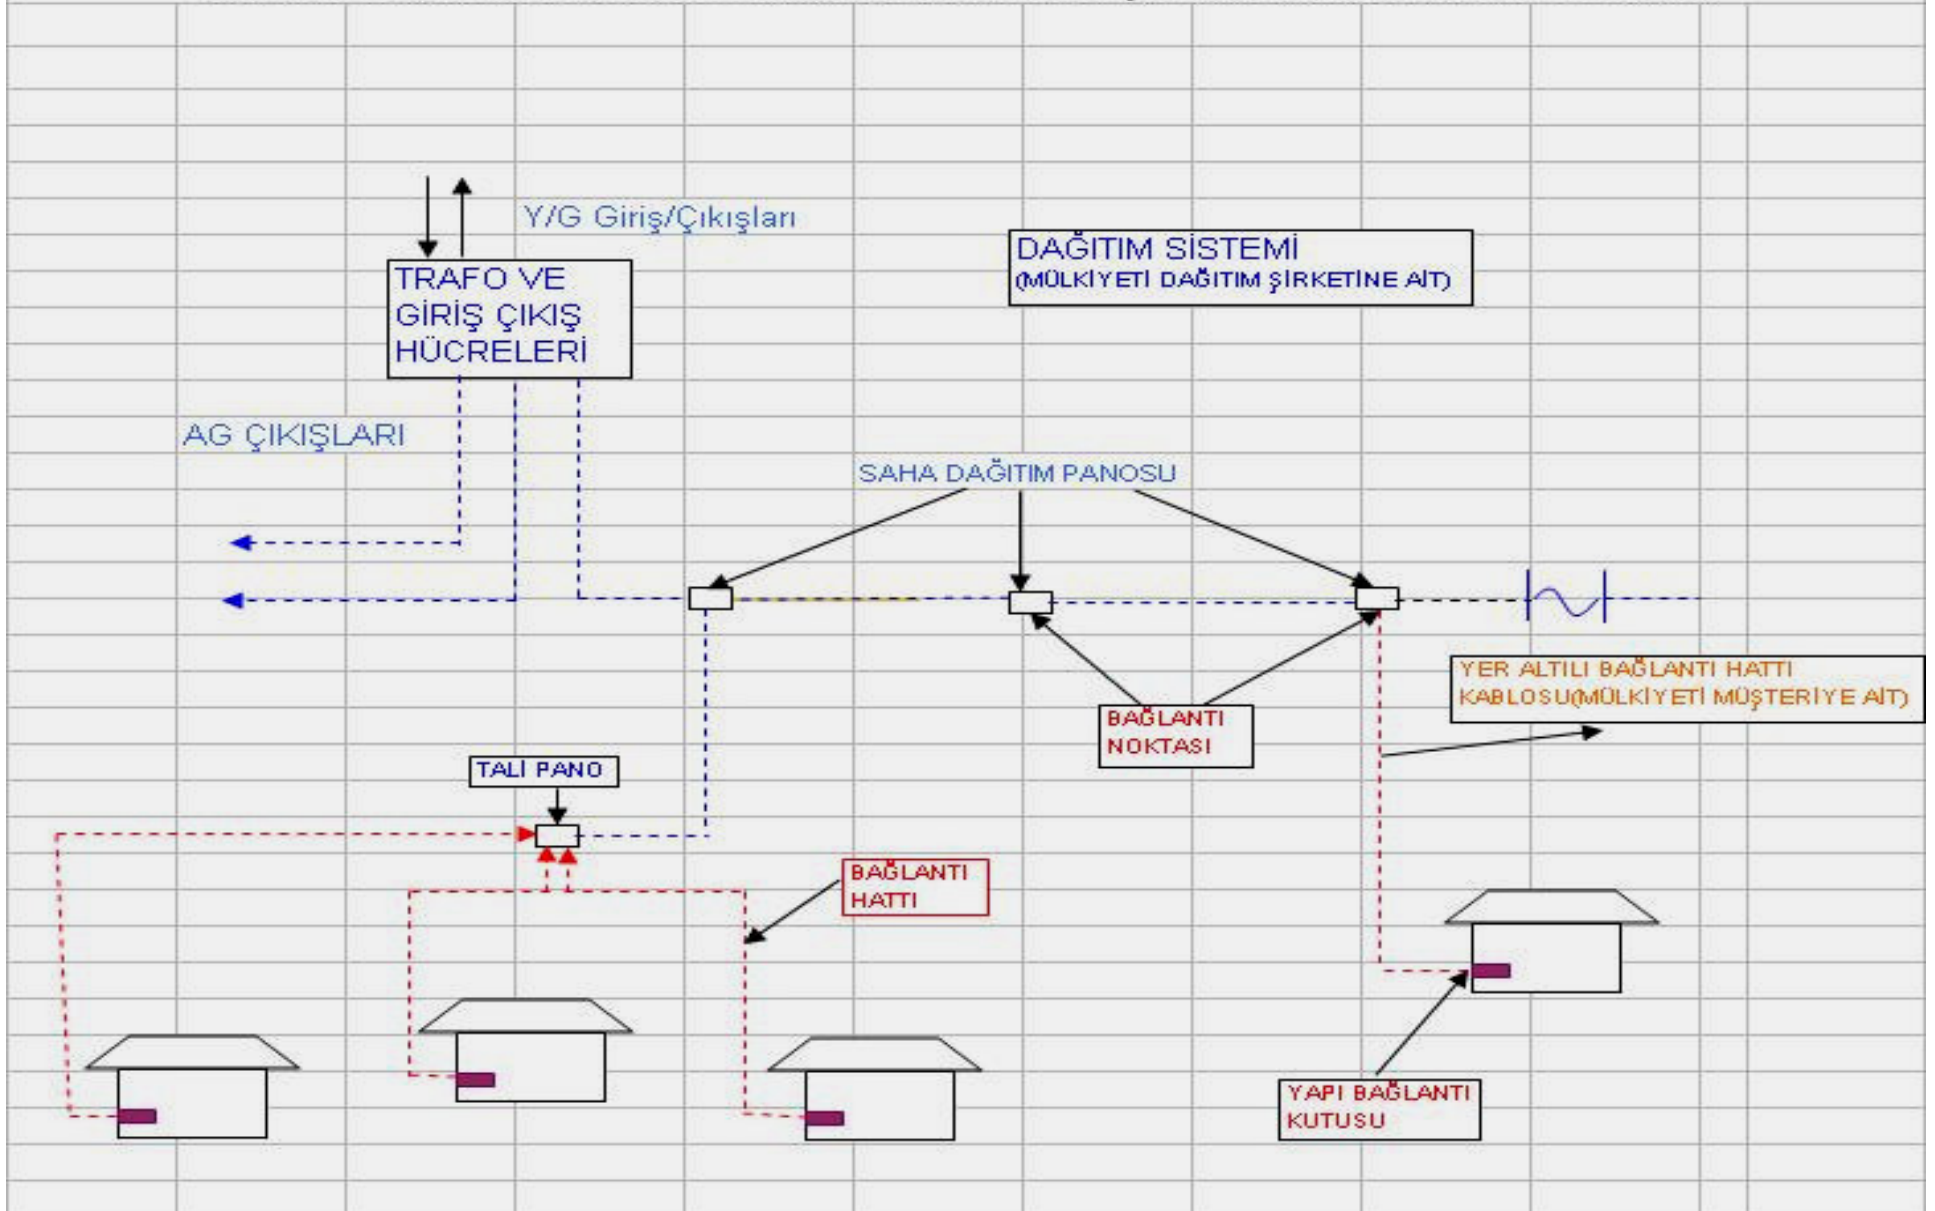 Y/G Giriş/Çıkışları
DAĞITIM SİSTEMİ
(MÜLKİYETİ DAĞITIM ŞİRKETİNE AİT)
TRAFO VE
GİRİŞ ÇIKIŞ
HÜCRELERİ
AG ÇIKIŞLARI
SAHA DAĞITIM PANOSU
YER ALTILI BAĞLANTI HATTI
KABLOSU(MÜLKİYETİ MÜŞTERİYE AİT)
BAĞLANTI
NOKTASI
TALİ PANO
BAĞLANTI
HATTI
YAPI BAĞLANTI
KUTUSU